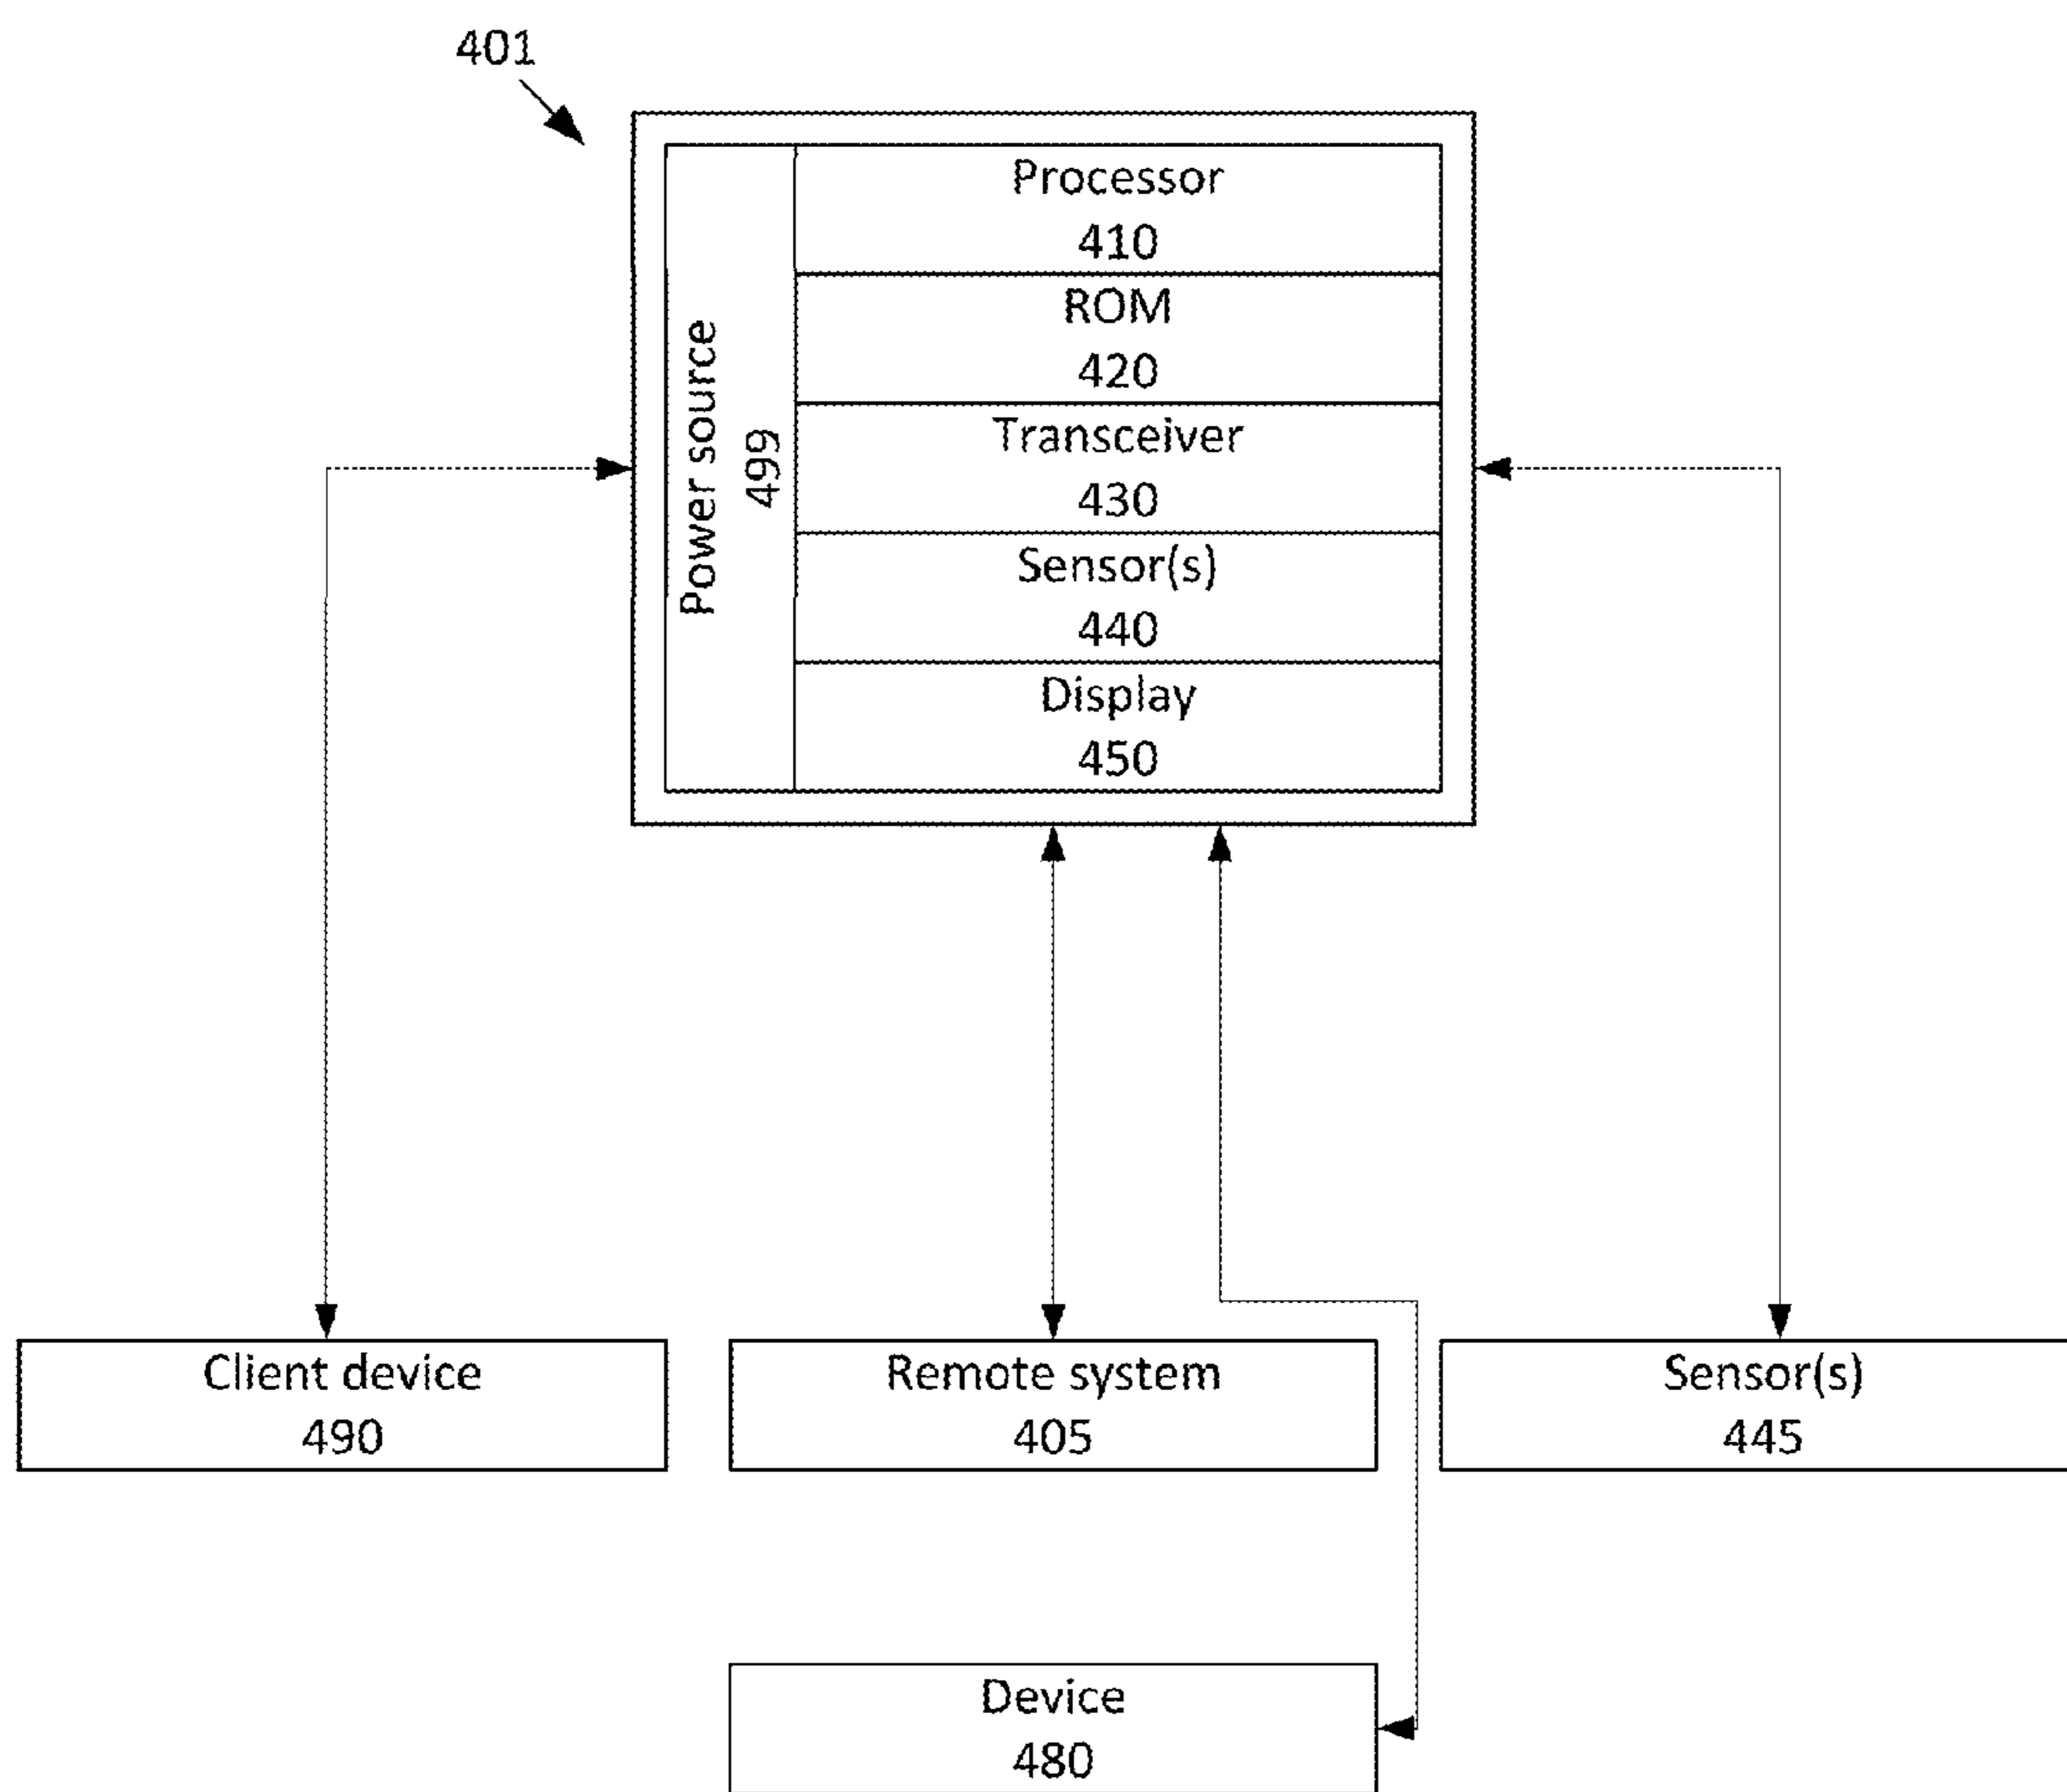 401
Processor
410
ROM
420
Transceiver
430
Sensor(s)
440
Display
450
Power source
499
Client device
490
Remote system
405
Sensor(s)
445
Device
480